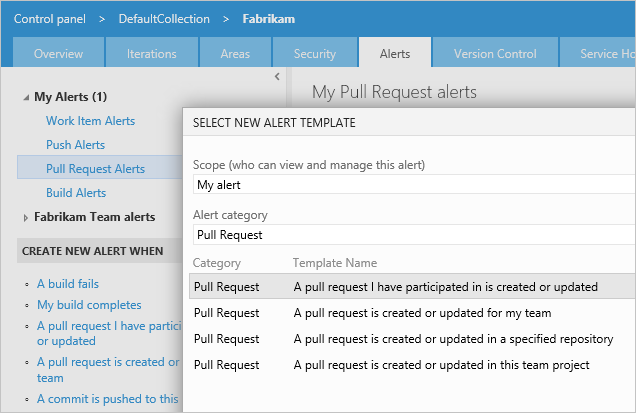 Control panel > DefaultCollection > Fabrikam
Overview Iterations Areas Security Alerts Version Control Service Ho
My Alerts (1)
Work Item Alerts
Push Alerts
Pull Request Alerts
Build Alerts
Fabrikam Team alerts
CREATE NEW ALERT WHEN
A build fails
My build completes
A pull request I have partici
or updated
A pull request is created or
team
A commit is pushed to this
My Pull Request alerts
SELECT NEW ALERT TEMPLATE
Scope (who can view and manage this alert)
My alert
Alert category
Pull Request
Category Template Name
Pull Request A pull request I have participated in is created or updated
Pull Request A pull request is created or updated for my team
Pull Request A pull request is created or updated in a specified repository
Pull Request A pull request is created or updated in this team project